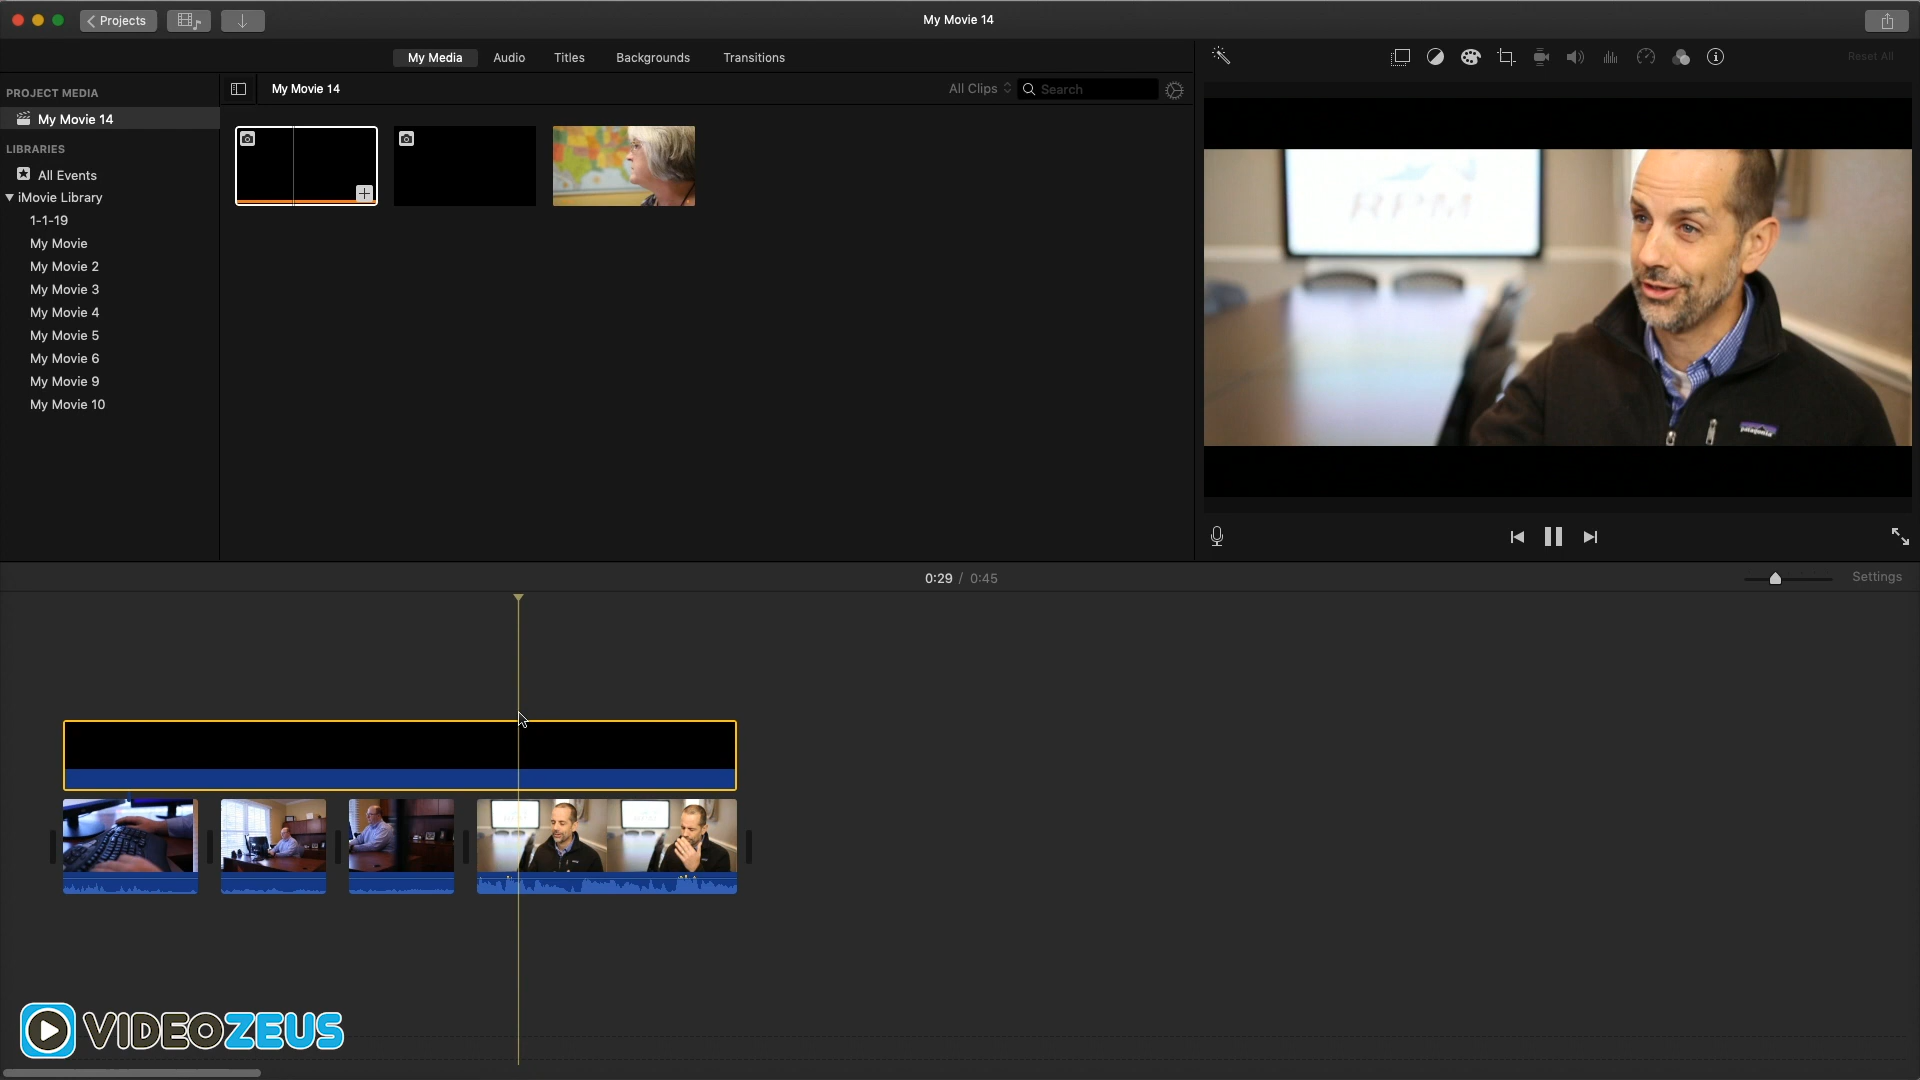 Projects
My Movie 14
My Media
Audio
Titles
Backgrounds
Transitions
Reset All
PROJECT MEDIA
My Movie 14
My Movie 14
All Clips
Search
LIBRARIES
All Events
iMovie Library
1-1-19
My Movie
My Movie 2
My Movie 3
My Movie 4
My Movie 5
My Movie 6
My Movie 9
My Movie 10
RPM
patagonia
0:29 / 0:45
Settings
VIDEOZEUS